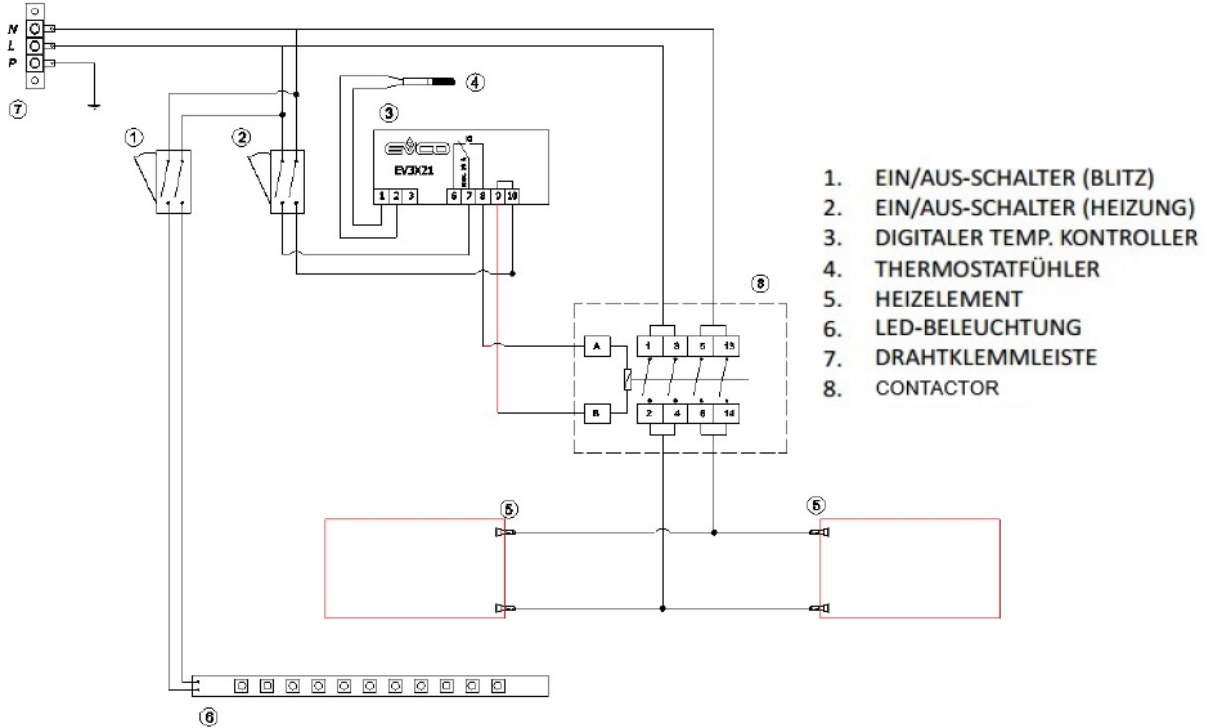 N
L
P
7
1
2
3
4
EVCO
EV3X21
1 2 3
6 7 8 9 10
8
A
B
1 3 5 13
2 4 6 14
5
5
6
1. EIN/AUS-SCHALTER (BLITZ)
2. EIN/AUS-SCHALTER (HEIZUNG)
3. DIGITALER TEMP. KONTROLLER
4. THERMOSTATFÜHLER
5. HEIZELEMENT
6. LED-BELEUCHTUNG
7. DRAHTKLEMMLEISTE
8. CONTACTOR